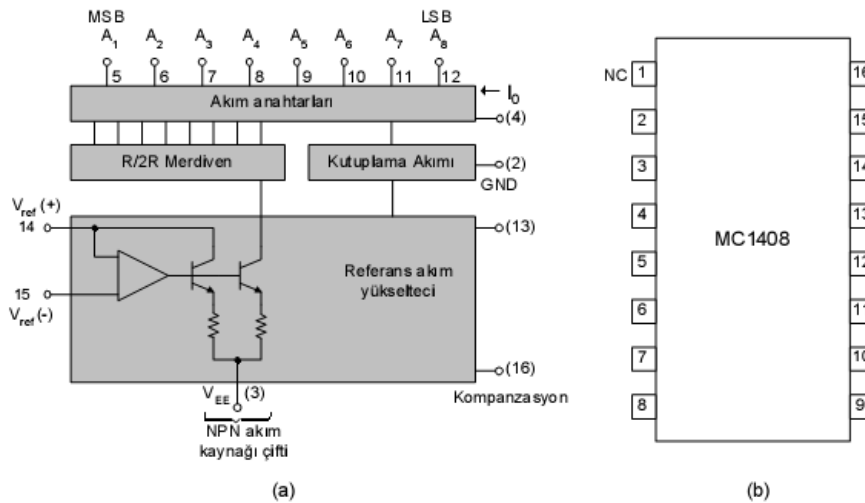 MSB
LSB
A1 A2 A3 A4 A5 A6 A7 A8
5 6 7 8 9 10 11 12
Akım anahtarları
I0
(4)
R/2R Merdiven
Kutuplama Akımı
(2)
GND
Vref (+)
14
(13)
Referans akım
yükselteci
15
Vref (-)
(16)
VEE (3)
Kompanzasyon
NPN akım
kaynağı çifti
(a)
NC 1
2
3
4
5
6
7
8
MC1408
16
15
14
13
12
11
10
9
(b)